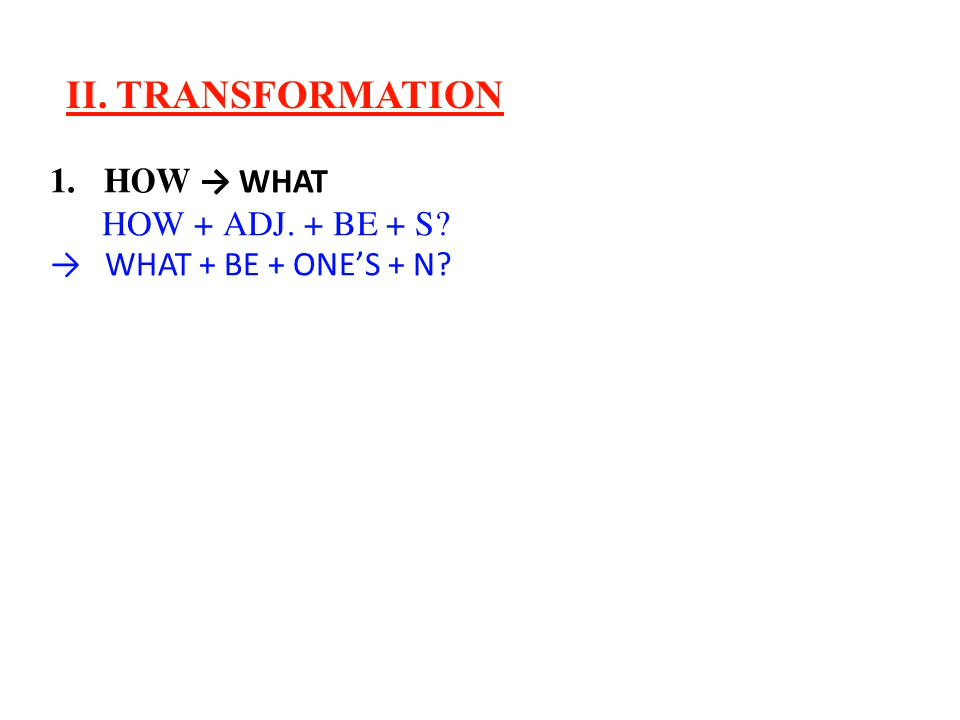 II. TRANSFORMATION
1. HOW → WHAT
HOW + ADJ. + BE + S?
→ WHAT + BE + ONE’S + N?